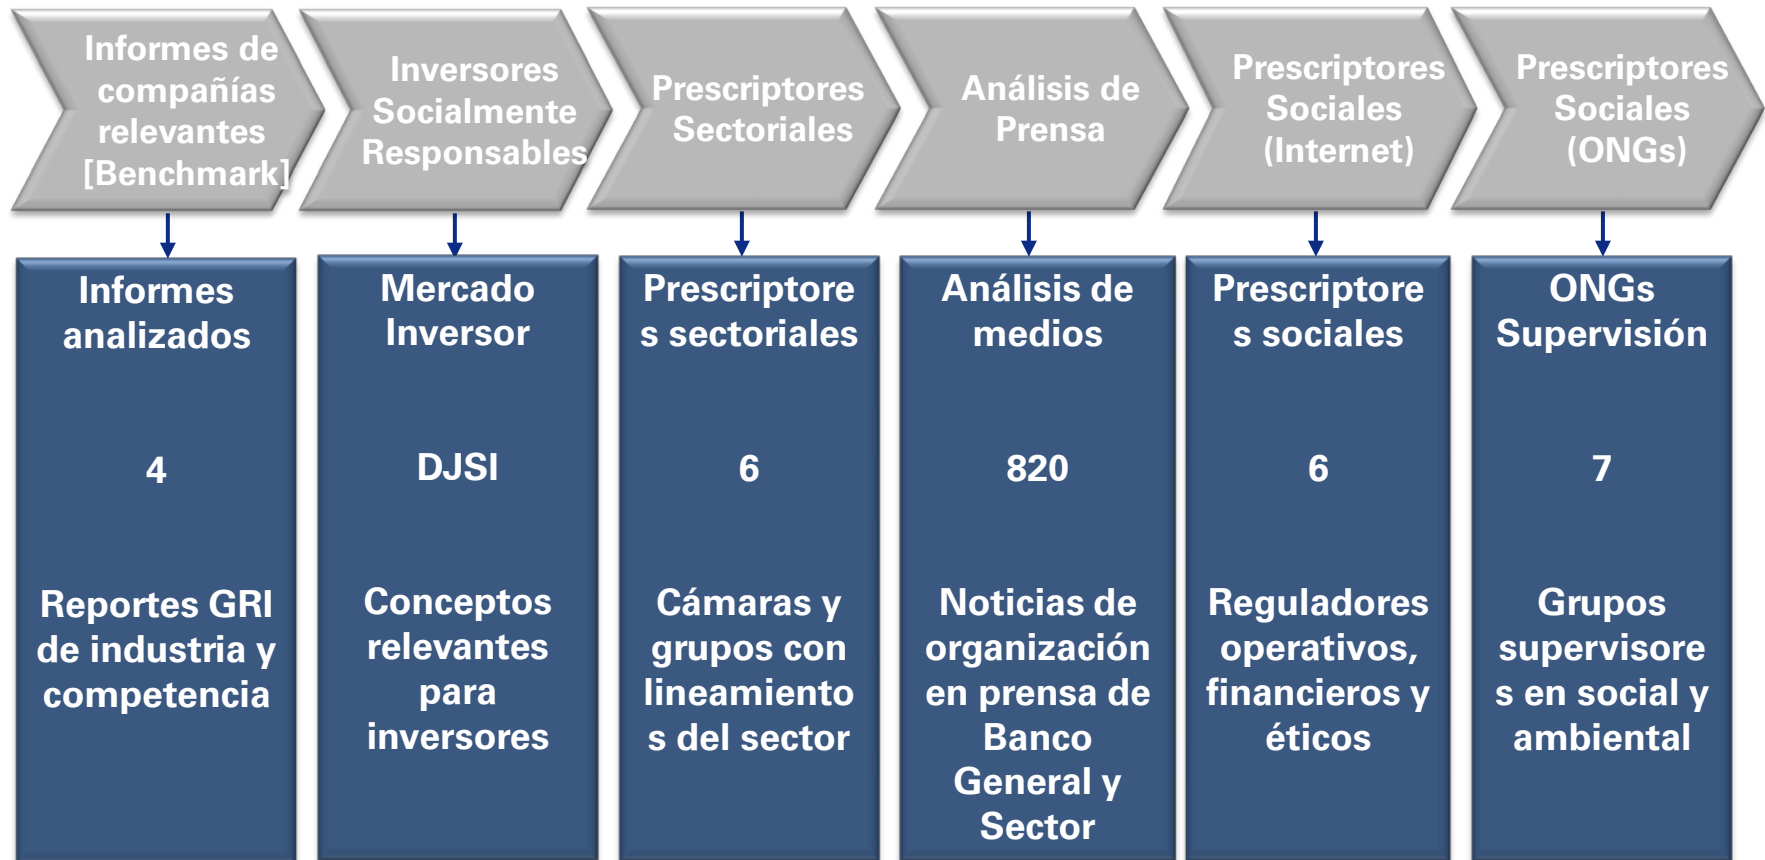 Informes de
compañías
relevantes
[Benchmark]
Inversores
Socialmente
Responsables
Prescriptores
Sectoriales
Análisis de
Prensa
Prescriptores
Sociales
(Internet)
Prescriptores
Sociales
(ONGs)
Informes
analizados
4
Reportes GRI
de industria y
competencia
Mercado
Inversor
DJSI
Conceptos
relevantes
para
inversores
Prescriptore
s sectoriales
6
Cámaras y
grupos con
lineamiento
s del sector
Análisis de
medios
820
Noticias de
organización
en prensa de
Banco
General y
Sector
Prescriptore
s sociales
6
Reguladores
operativos,
financieros y
éticos
ONGs
Supervisión
7
Grupos
supervisore
s en social y
ambiental